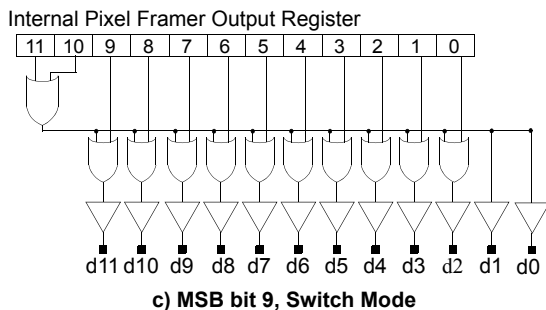 Internal Pixel Framer Output Register
11 10 9 8 7 6 5 4 3 2 1 0
d11 d10 d9 d8 d7 d6 d5 d4 d3 d2 d1 d0
c) MSB bit 9, Switch Mode